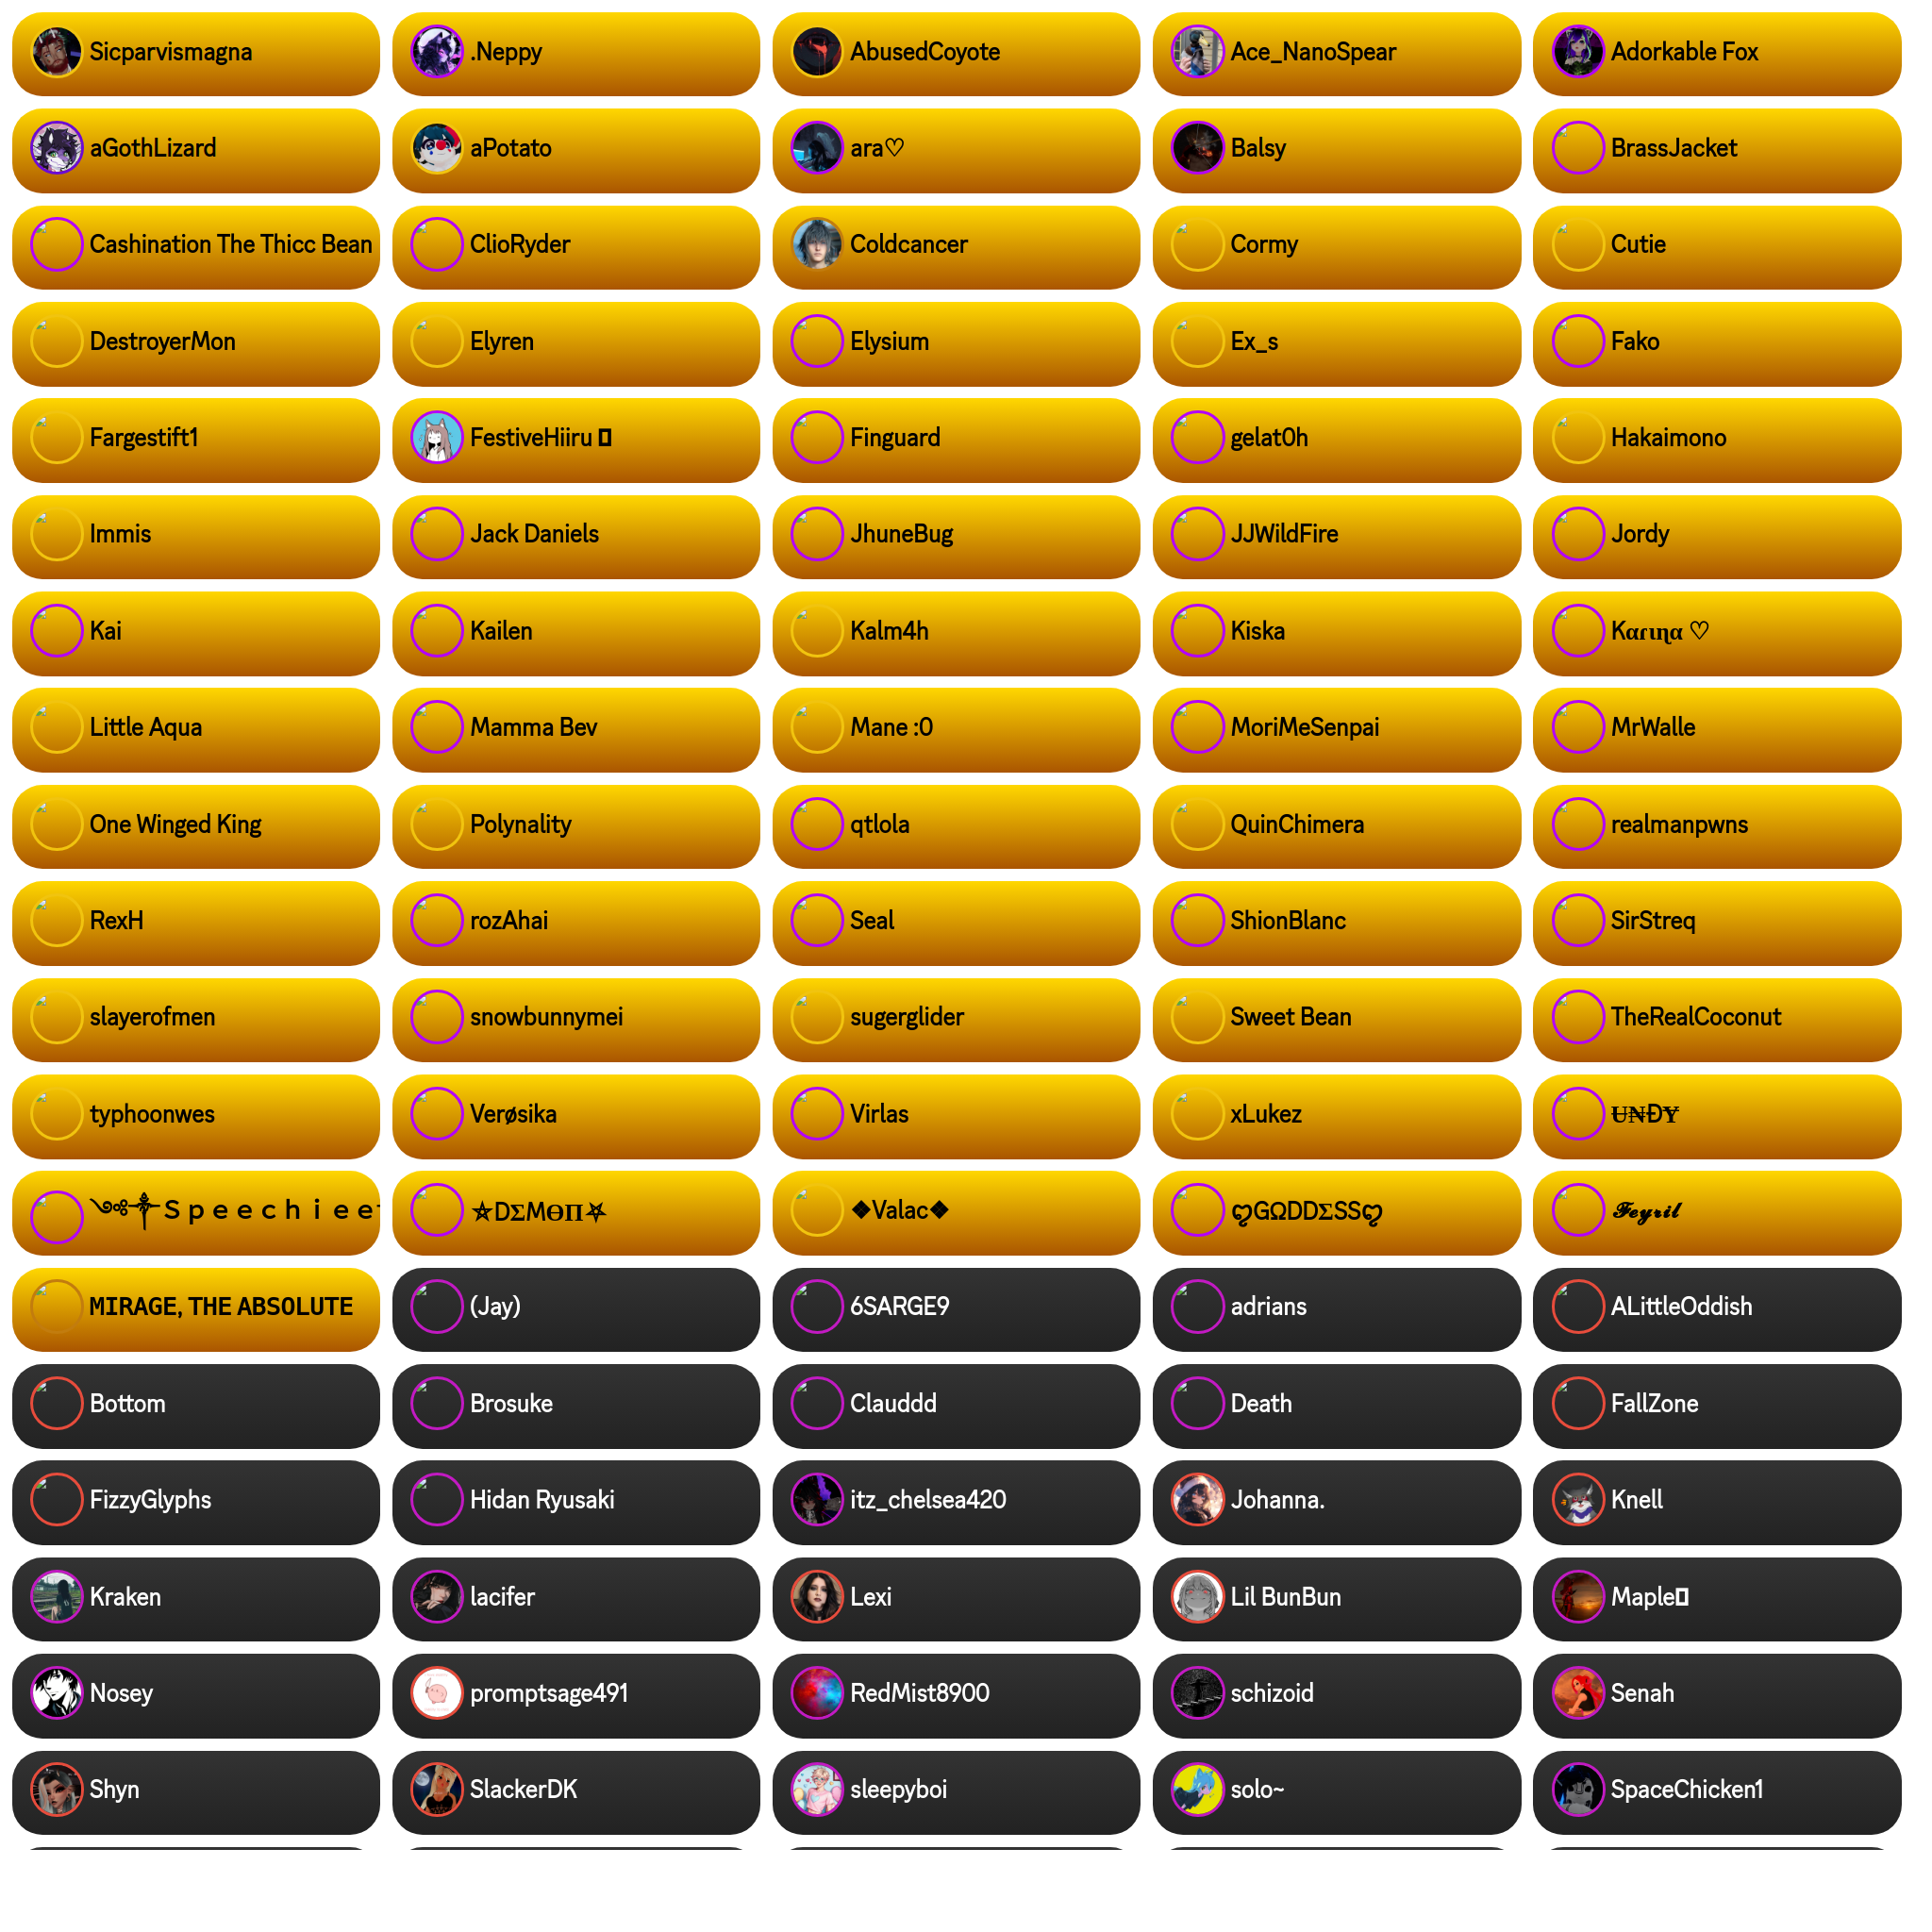 Sicparvismagna
.Neppy
AbusedCoyote
Ace_NanoSpear
Adorkable Fox
aGothLizard
aPotato
ara♡
Balsy
BrassJacket
Cashination The Thicc Bean
ClioRyder
Coldcancer
Cormy
Cutie
DestroyerMon
Elyren
Elysium
Ex_s
Fako
Fargestift1
FestiveHiiru
Finguard
gelat0h
Hakaimono
Immis
Jack Daniels
JhuneBug
JJWildFire
Jordy
Kai
Kailen
Kalm4h
Kiska
Kαɾιɳα ♡
Little Aqua
Mamma Bev
Mane :0
MoriMeSenpai
MrWalle
One Winged King
Polynality
qtlola
QuinChimera
realmanpwns
RexH
rozAhai
Seal
ShionBlanc
SirStreq
slayerofmen
snowbunnymei
sugerglider
Sweet Bean
TheRealCoconut
typhoonwes
Verøsika
Virlas
xLukez
U̶N̶ĐY̶
༺🕈Ｓｐｅｅｃｈｉｅｅ
⛤DΣMӨП⛧
❖Valac❖
ღGΩDDΣSSღ
𝓕𝓮𝔂𝓻𝓲𝓵
MIRAGE, THE ABSOLUTE
(Jay)
6SARGE9
adrians
ALittleOddish
Bottom
Brosuke
Clauddd
Death
FallZone
FizzyGlyphs
Hidan Ryusaki
itz_chelsea420
Johanna.
Knell
Kraken
lacifer
Lexi
Lil BunBun
Maple
Nosey
promptsage491
RedMist8900
schizoid
Senah
Shyn
SlackerDK
sleepyboi
solo~
SpaceChicken1